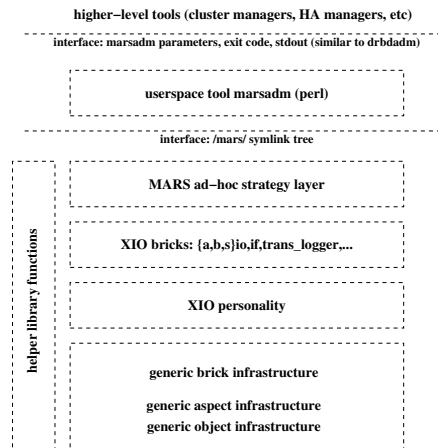 higher−level tools (cluster managers, HA managers, etc)
interface: marsadm parameters, exit code, stdout (similar to drbdadm)
userspace tool marsadm (perl)
interface: /mars/ symlink tree
helper library functions
MARS ad−hoc strategy layer
XIO bricks: {a,b,s}io,if,trans_logger,...
XIO personality
generic brick infrastructure
generic aspect infrastructure
generic object infrastructure